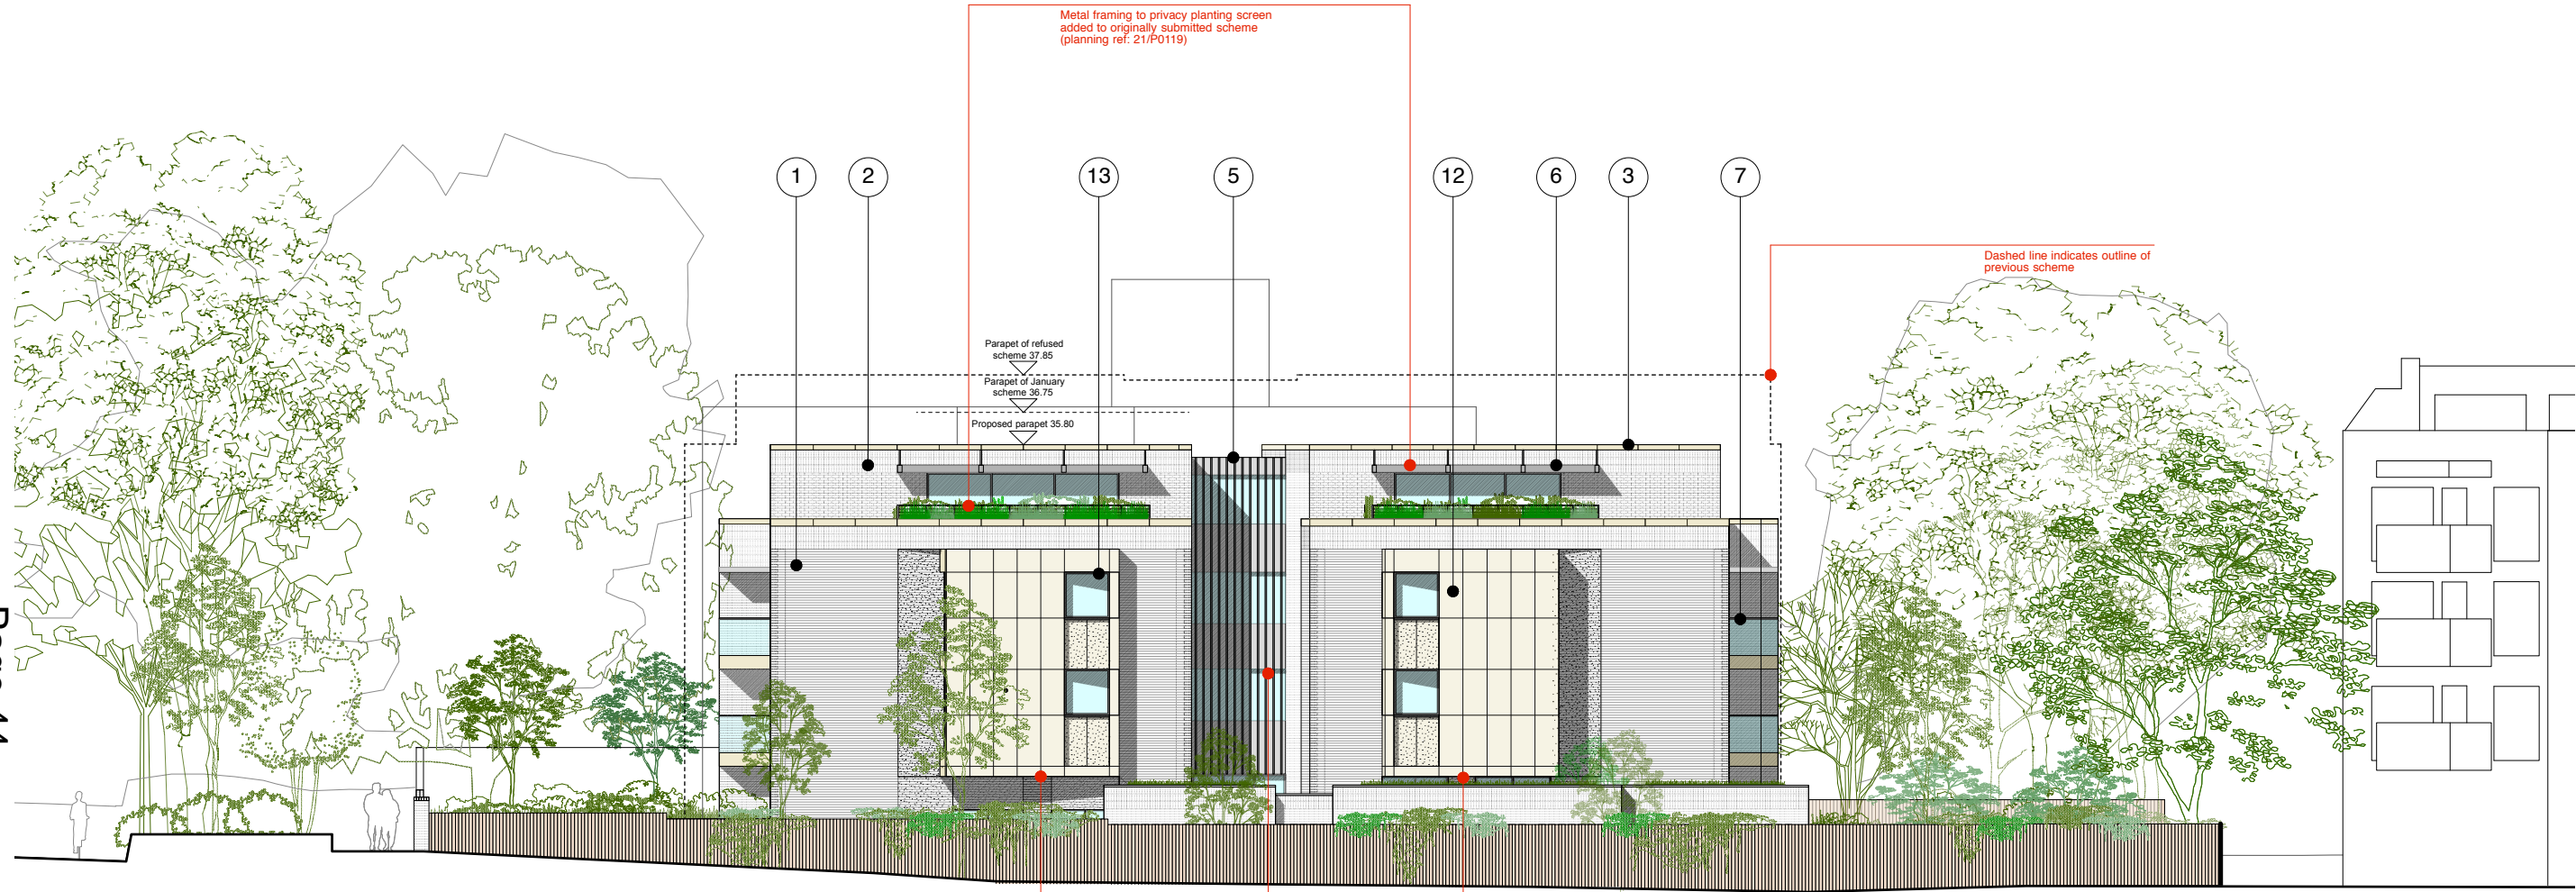 Metal framing to privacy planting screen
added to originally submitted scheme
(planning ref: 21/P0119)
1
2
13
5
12
6
3
7
Dashed line indicates outline of
previous scheme
Parapet of refused
scheme 37.85
Parapet of January
scheme 36.75
Proposed parapet 35.80